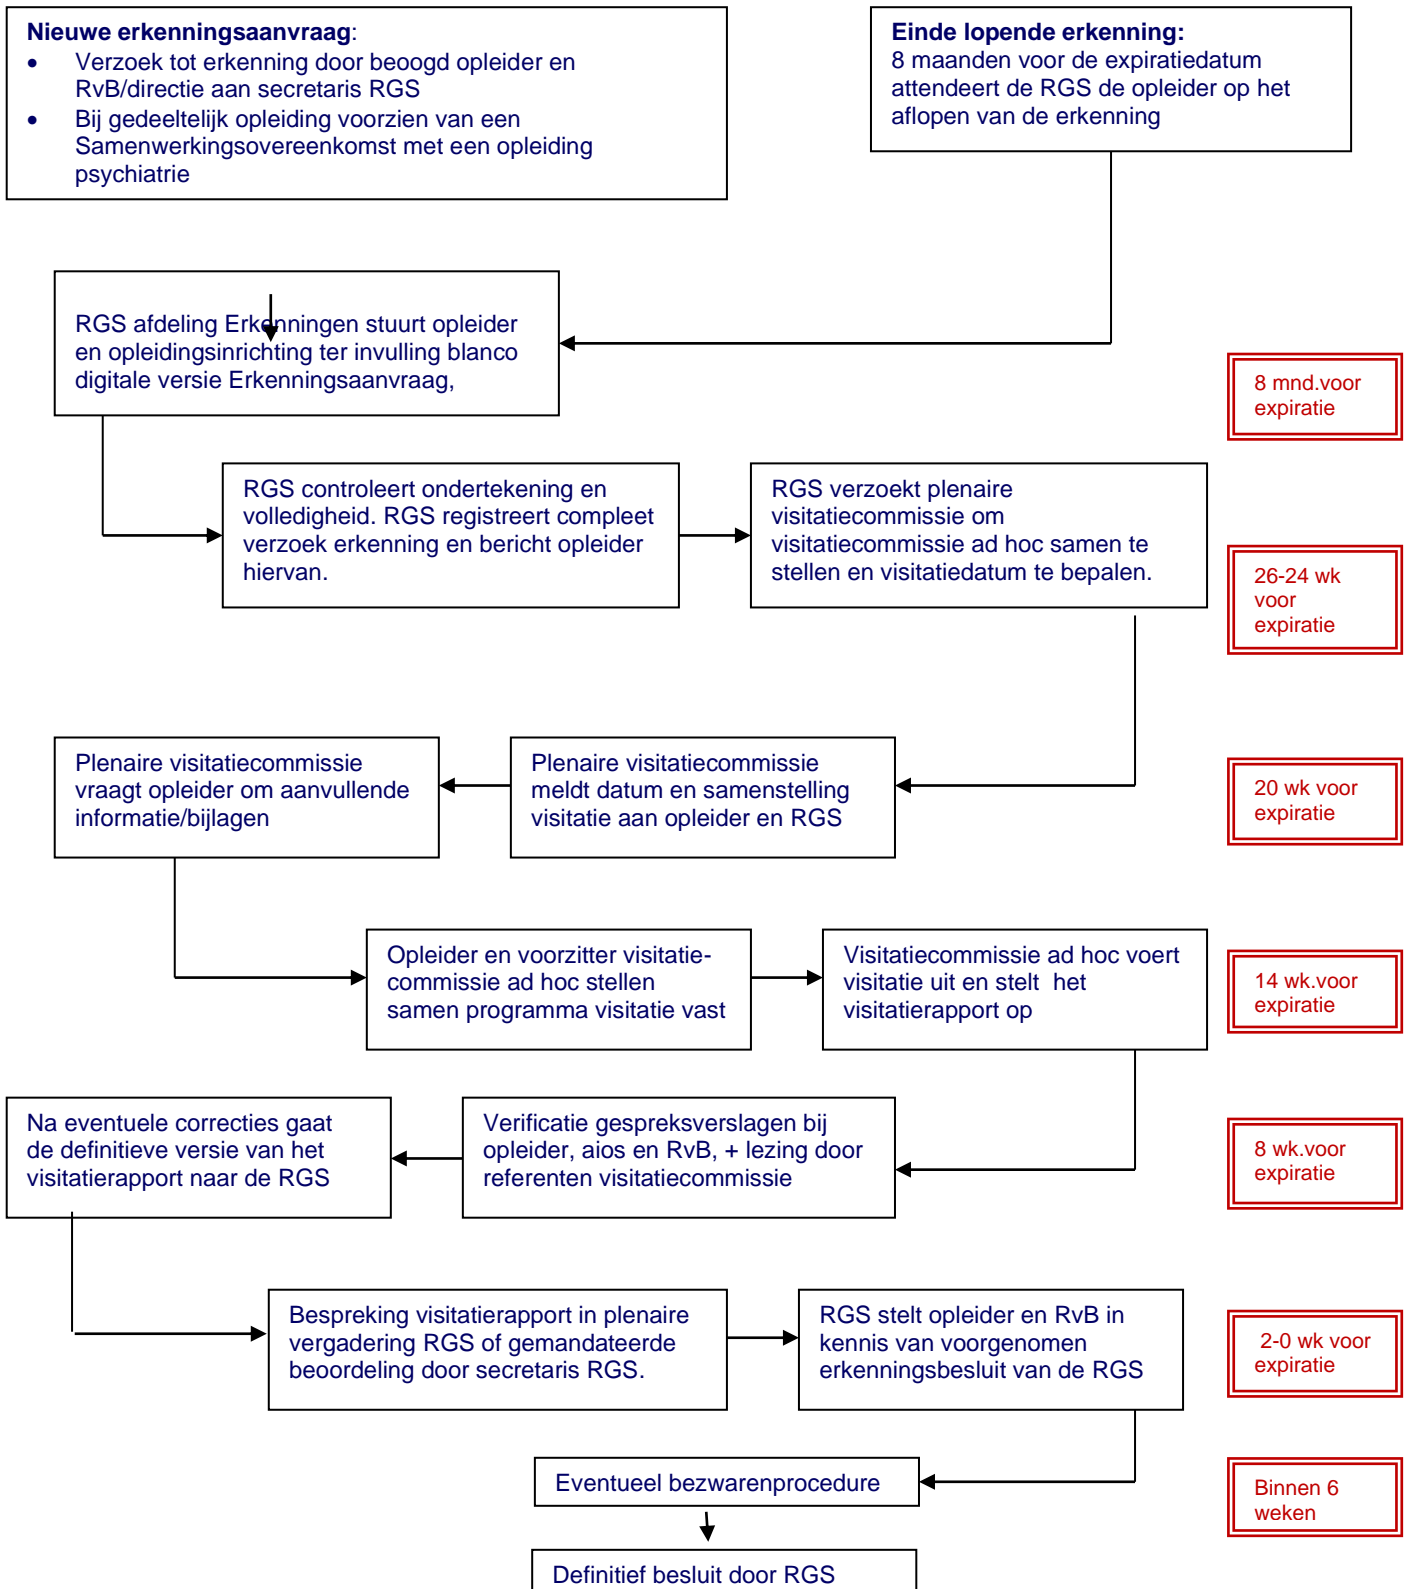 Nieuwe erkenningsaanvraag:
• Verzoek tot erkenning door beoogd opleider en
RvB/directie aan secretaris RGS
• Bij gedeeltelijk opleiding voorzien van een
Samenwerkingsovereenkomst met een opleiding
psychiatrie
Einde lopende erkenning:
8 maanden voor de expiratiedatum
attendeert de RGS de opleider op het
aflopen van de erkenning
RGS afdeling Erkenningen stuurt opleider
en opleidingsinrichting ter invulling blanco
digitale versie Erkenningsaanvraag,
8 mnd.voor
expiratie
RGS controleert ondertekening en
volledigheid. RGS registreert compleet
verzoek erkenning en bericht opleider
hiervan.
RGS verzoekt plenaire
visitatiecommissie om
visitatiecommissie ad hoc samen te
stellen en visitatiedatum te bepalen.
26-24 wk
voor
expiratie
Plenaire visitatiecommissie
vraagt opleider om aanvullende
informatie/bijlagen
Plenaire visitatiecommissie
meldt datum en samenstelling
visitatie aan opleider en RGS
20 wk voor
expiratie
Opleider en voorzitter visitatie-
commissie ad hoc stellen
samen programma visitatie vast
Visitatiecommissie ad hoc voert
visitatie uit en stelt het
visitatierapport op
14 wk.voor
expiratie
Na eventuele correcties gaat
de definitieve versie van het
visitatierapport naar de RGS
Verificatie gespreksverslagen bij
opleider, aios en RvB, + lezing door
referenten visitatiecommissie
8 wk.voor
expiratie
Bespreking visitatierapport in plenaire
vergadering RGS of gemandateerde
beoordeling door secretaris RGS.
RGS stelt opleider en RvB in
kennis van voorgenomen
erkenningsbesluit van de RGS
2-0 wk voor
expiratie
Eventueel bezwarenprocedure
Binnen 6
weken
Definitief besluit door RGS